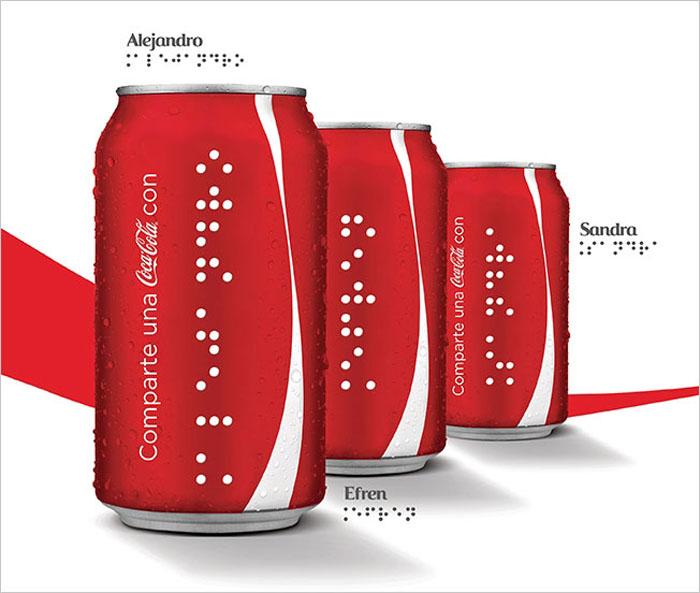 Alejandro
⠨⠁⠇⠑⠚⠁⠝⠙⠗⠕
Comparte una Coca-Cola con
⠨⠁⠇⠑⠚⠁⠝⠙⠗⠕
⠨⠑⠋⠗⠑⠝
Comparte una Coca-Cola con
⠨⠎⠁⠝⠙⠗⠁
Sandra
⠨⠎⠁⠝⠙⠗⠁
Efren
⠨⠑⠋⠗⠑⠝